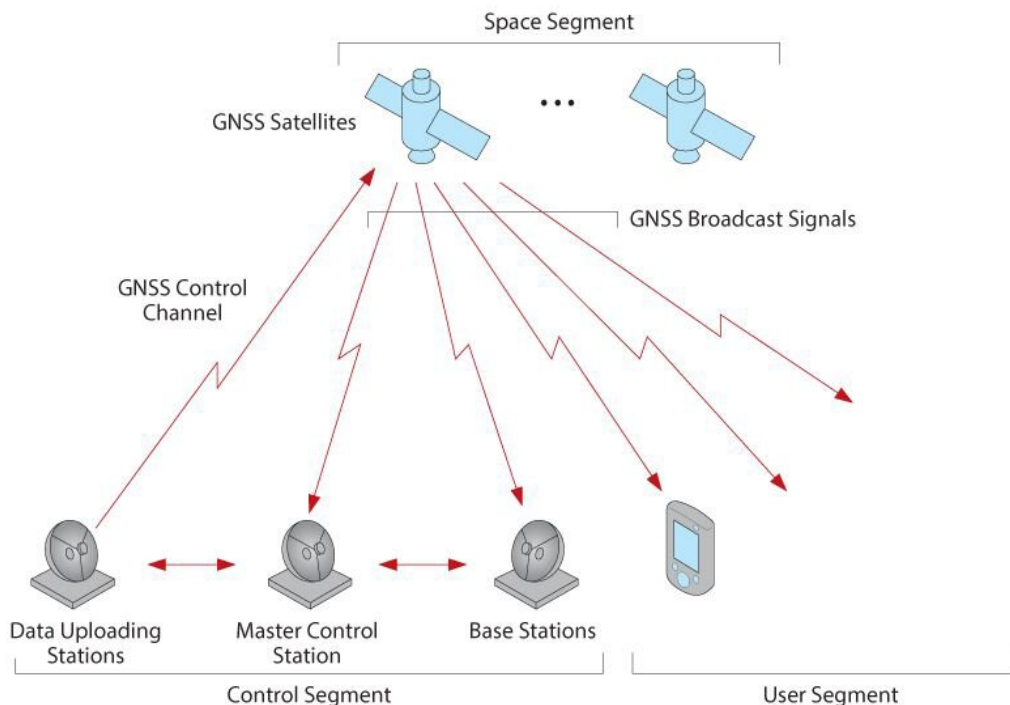 Space Segment
GNSS Satellites
GNSS Broadcast Signals
GNSS Control
Channel
Data Uploading
Stations
Master Control
Station
Base Stations
Control Segment
User Segment